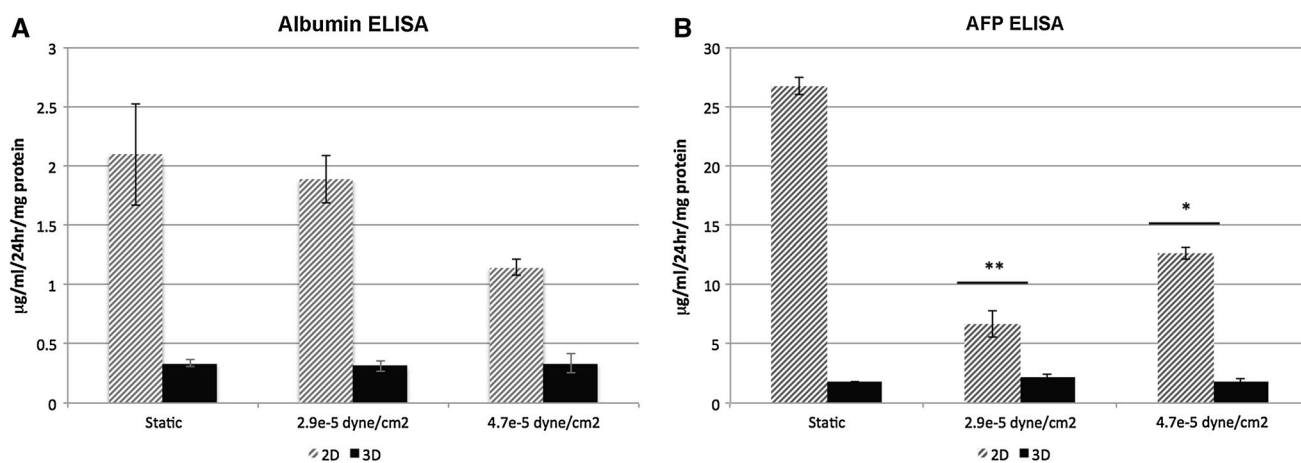 A
Albumin ELISA
3
2.5
2
1.5
1
0.5
0
µg/ml/24hr/mg protein
Static
2.9e-5 dyne/cm2
4.7e-5 dyne/cm2
2D 3D
B
AFP ELISA
30
25
20
15
10
5
0
µg/ml/24hr/mg protein
**
*
Static
2.9e-5 dyne/cm2
4.7e-5 dyne/cm2
2D 3D